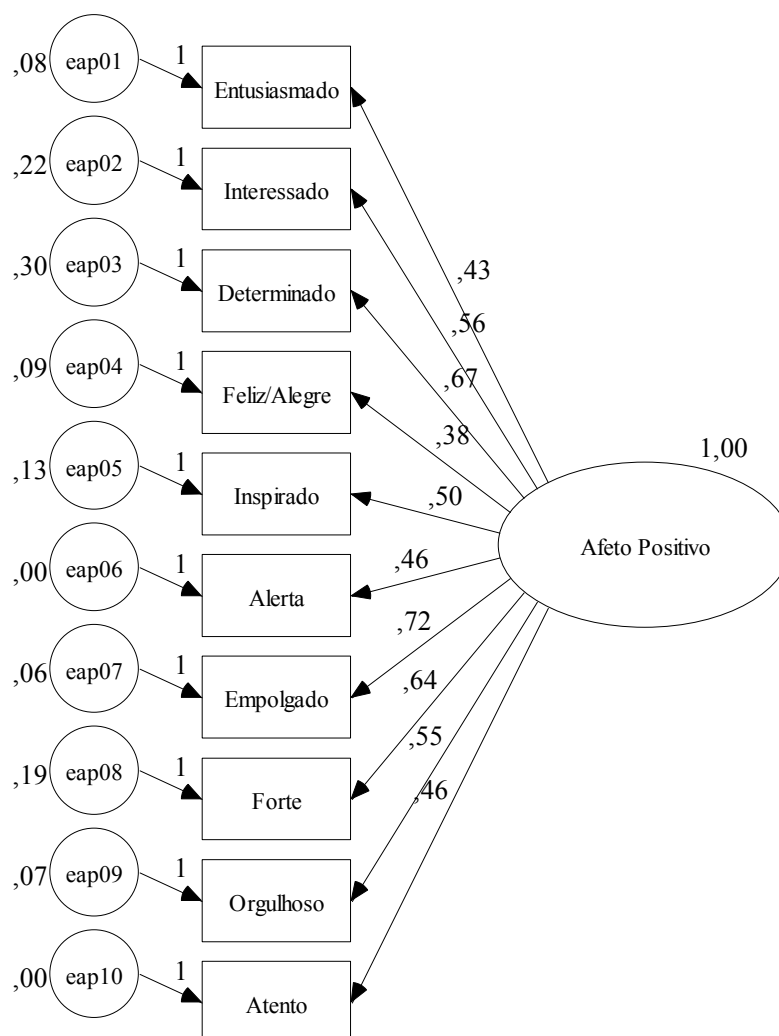 ,08 eap01 1 Entusiasmado
,22 eap02 1 Interessado
,30 eap03 1 Determinado
,09 eap04 1 Feliz/Alegre
,13 eap05 1 Inspirado
,00 eap06 1 Alerta
,06 eap07 1 Empolgado
,19 eap08 1 Forte
,07 eap09 1 Orgulhoso
,00 eap10 1 Atento
,43
,56
,67
,38
,50
,46
,72
,64
,55
,46
1,00
Afeto Positivo